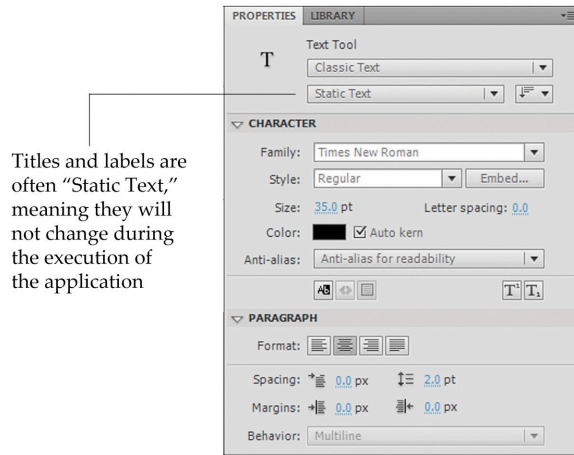 PROPERTIES LIBRARY
Text Tool
T
Classic Text
Static Text
CHARACTER
Family: Times New Roman
Style: Regular Embed...
Size: 35.0 pt Letter spacing: 0.0
Color: Auto kern
Anti-alias: Anti-alias for readability
T¹ T₁
PARAGRAPH
Format:
Spacing: 0.0 px 2.0 pt
Margins: 0.0 px 0.0 px
Behavior: Multiline
Titles and labels are
often “Static Text,”
meaning they will
not change during
the execution of
the application